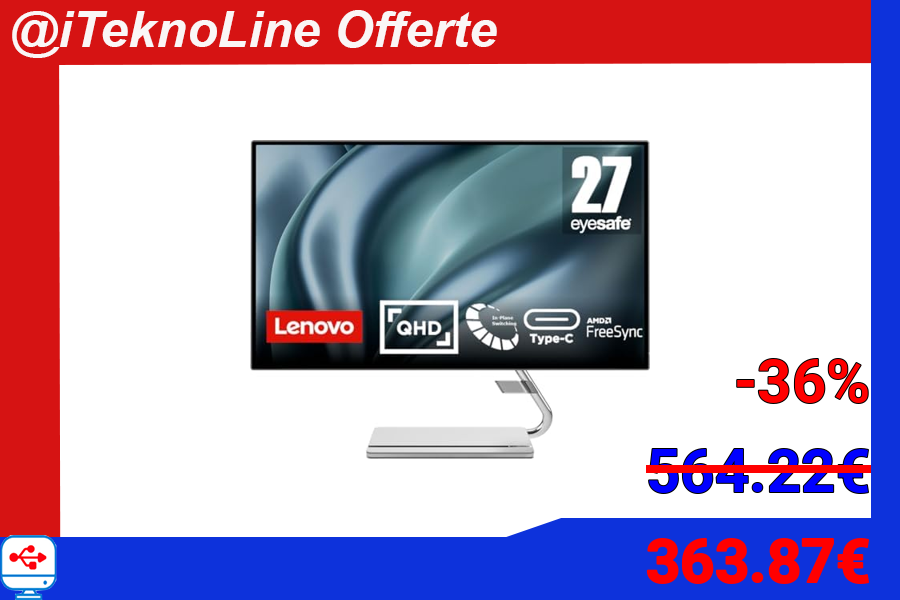 @iTeknoLine Offerte
27
eyesafe
Lenovo
QHD
In-Plane
Switching
Type-C
AMD
FreeSync
-36%
564.22€
363.87€